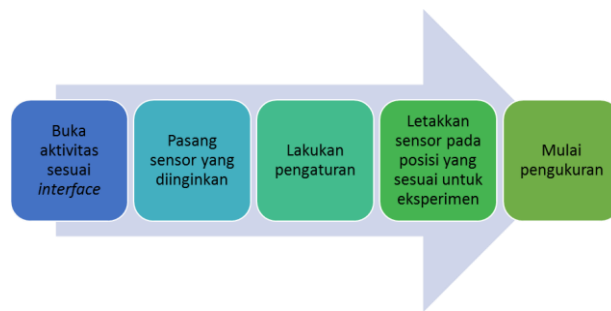 Buka
aktivitas
sesuai
interface
Pasang
sensor yang
diinginkan
Lakukan
pengaturan
Letakkan
sensor pada
posisi yang
sesuai untuk
eksperimen
Mulai
pengukuran